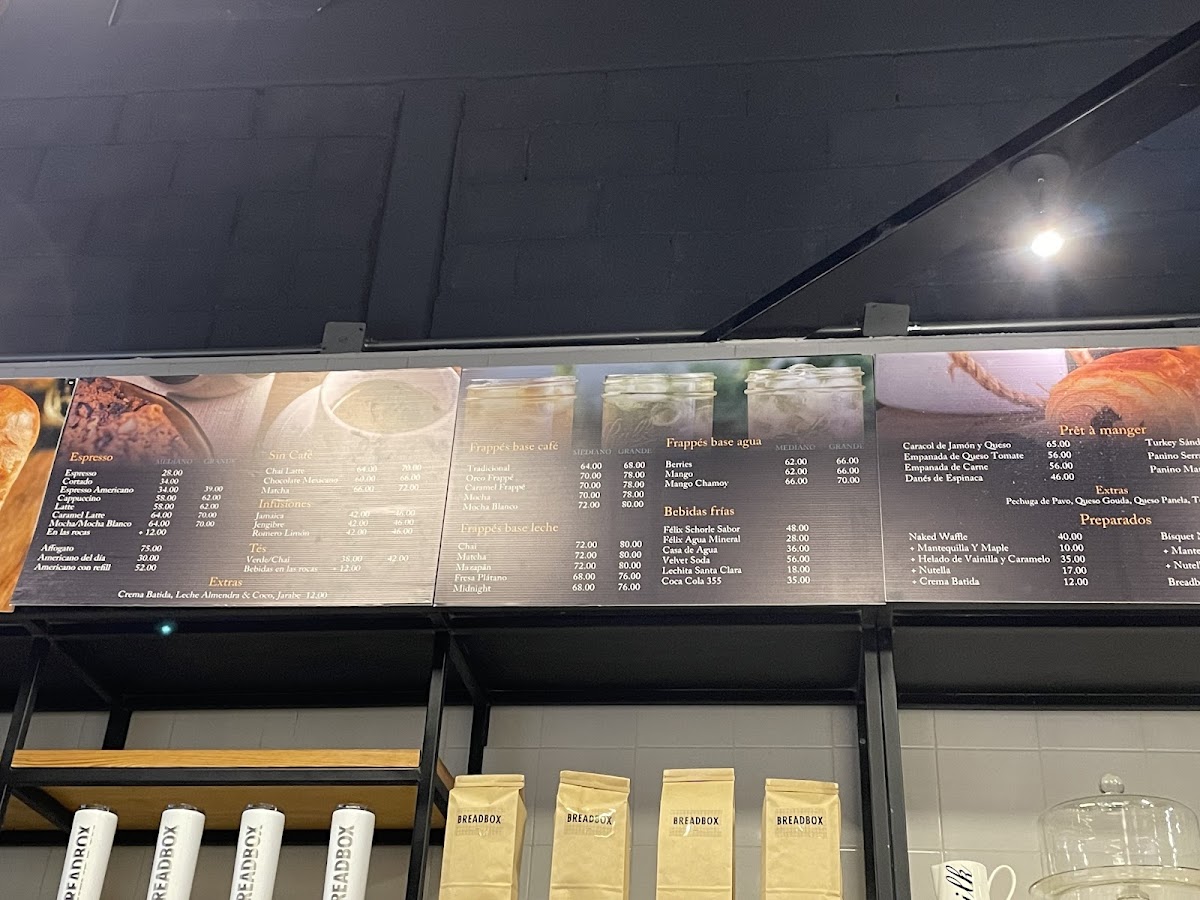 Espresso
MEDIANO GRANDE
Espresso 28.00
Cortado 34.00
Espresso Americano 34.00 39.00
Cappuccino 58.00 62.00
Latte 58.00 62.00
Caramel Latte 64.00 70.00
Mocha/Mocha Blanco 64.00 70.00
En las rocas + 12.00
Affogato 75.00
Americano del día 30.00
Americano con refill 52.00
Sin Café
Chai Latte 64.00 70.00
Chocolate Mexicano 60.00 66.00
Matcha 66.00 72.00
Infusiones
Jamaica 42.00 46.00
Jengibre 42.00 46.00
Romero Limón 42.00 46.00
Tés
Verde/Chai 38.00 42.00
Bebidas en las rocas + 12.00
Extras
Crema Batida, Leche Almendra & Coco, Jarabe 12.00
Frappés base café
MEDIANO GRANDE
Tradicional 64.00 68.00
Oreo Frappé 70.00 78.00
Caramel Frappé 70.00 78.00
Mocha 70.00 78.00
Mocha Blanco 72.00 80.00
Frappés base leche
Chai 72.00 80.00
Matcha 72.00 80.00
Mazapán 72.00 80.00
Fresa Plátano 68.00 76.00
Midnight 68.00 76.00
Frappés base agua
MEDIANO GRANDE
Berries 62.00 66.00
Mango 62.00 66.00
Mango Chamoy 66.00 70.00
Bebidas frías
Félix Schorle Sabor 48.00
Félix Agua Mineral 28.00
Casa de Agua 36.00
Velvet Soda 56.00
Lechita Santa Clara 18.00
Coca Cola 355 35.00
Prêt à manger
Caracol de Jamón y Queso 65.00
Empanada de Queso Tomate 56.00
Empanada de Carne 56.00
Danés de Espinaca 46.00
Turkey Sánd
Panino Serr
Panino Ma
Extras
Pechuga de Pavo, Queso Gouda, Queso Panela, T
Preparados
Naked Waffle 40.00
+ Mantequilla Y Maple 10.00
+ Helado de Vainilla y Caramelo 35.00
+ Nutella 17.00
+ Crema Batida 12.00
Bisquet N
+ Mante
+ Nutell
Breadb
BREADBOX
BREADBOX
BREADBOX
BREADBOX
READBOX
READBOX
READBOX
READBOX
ilk